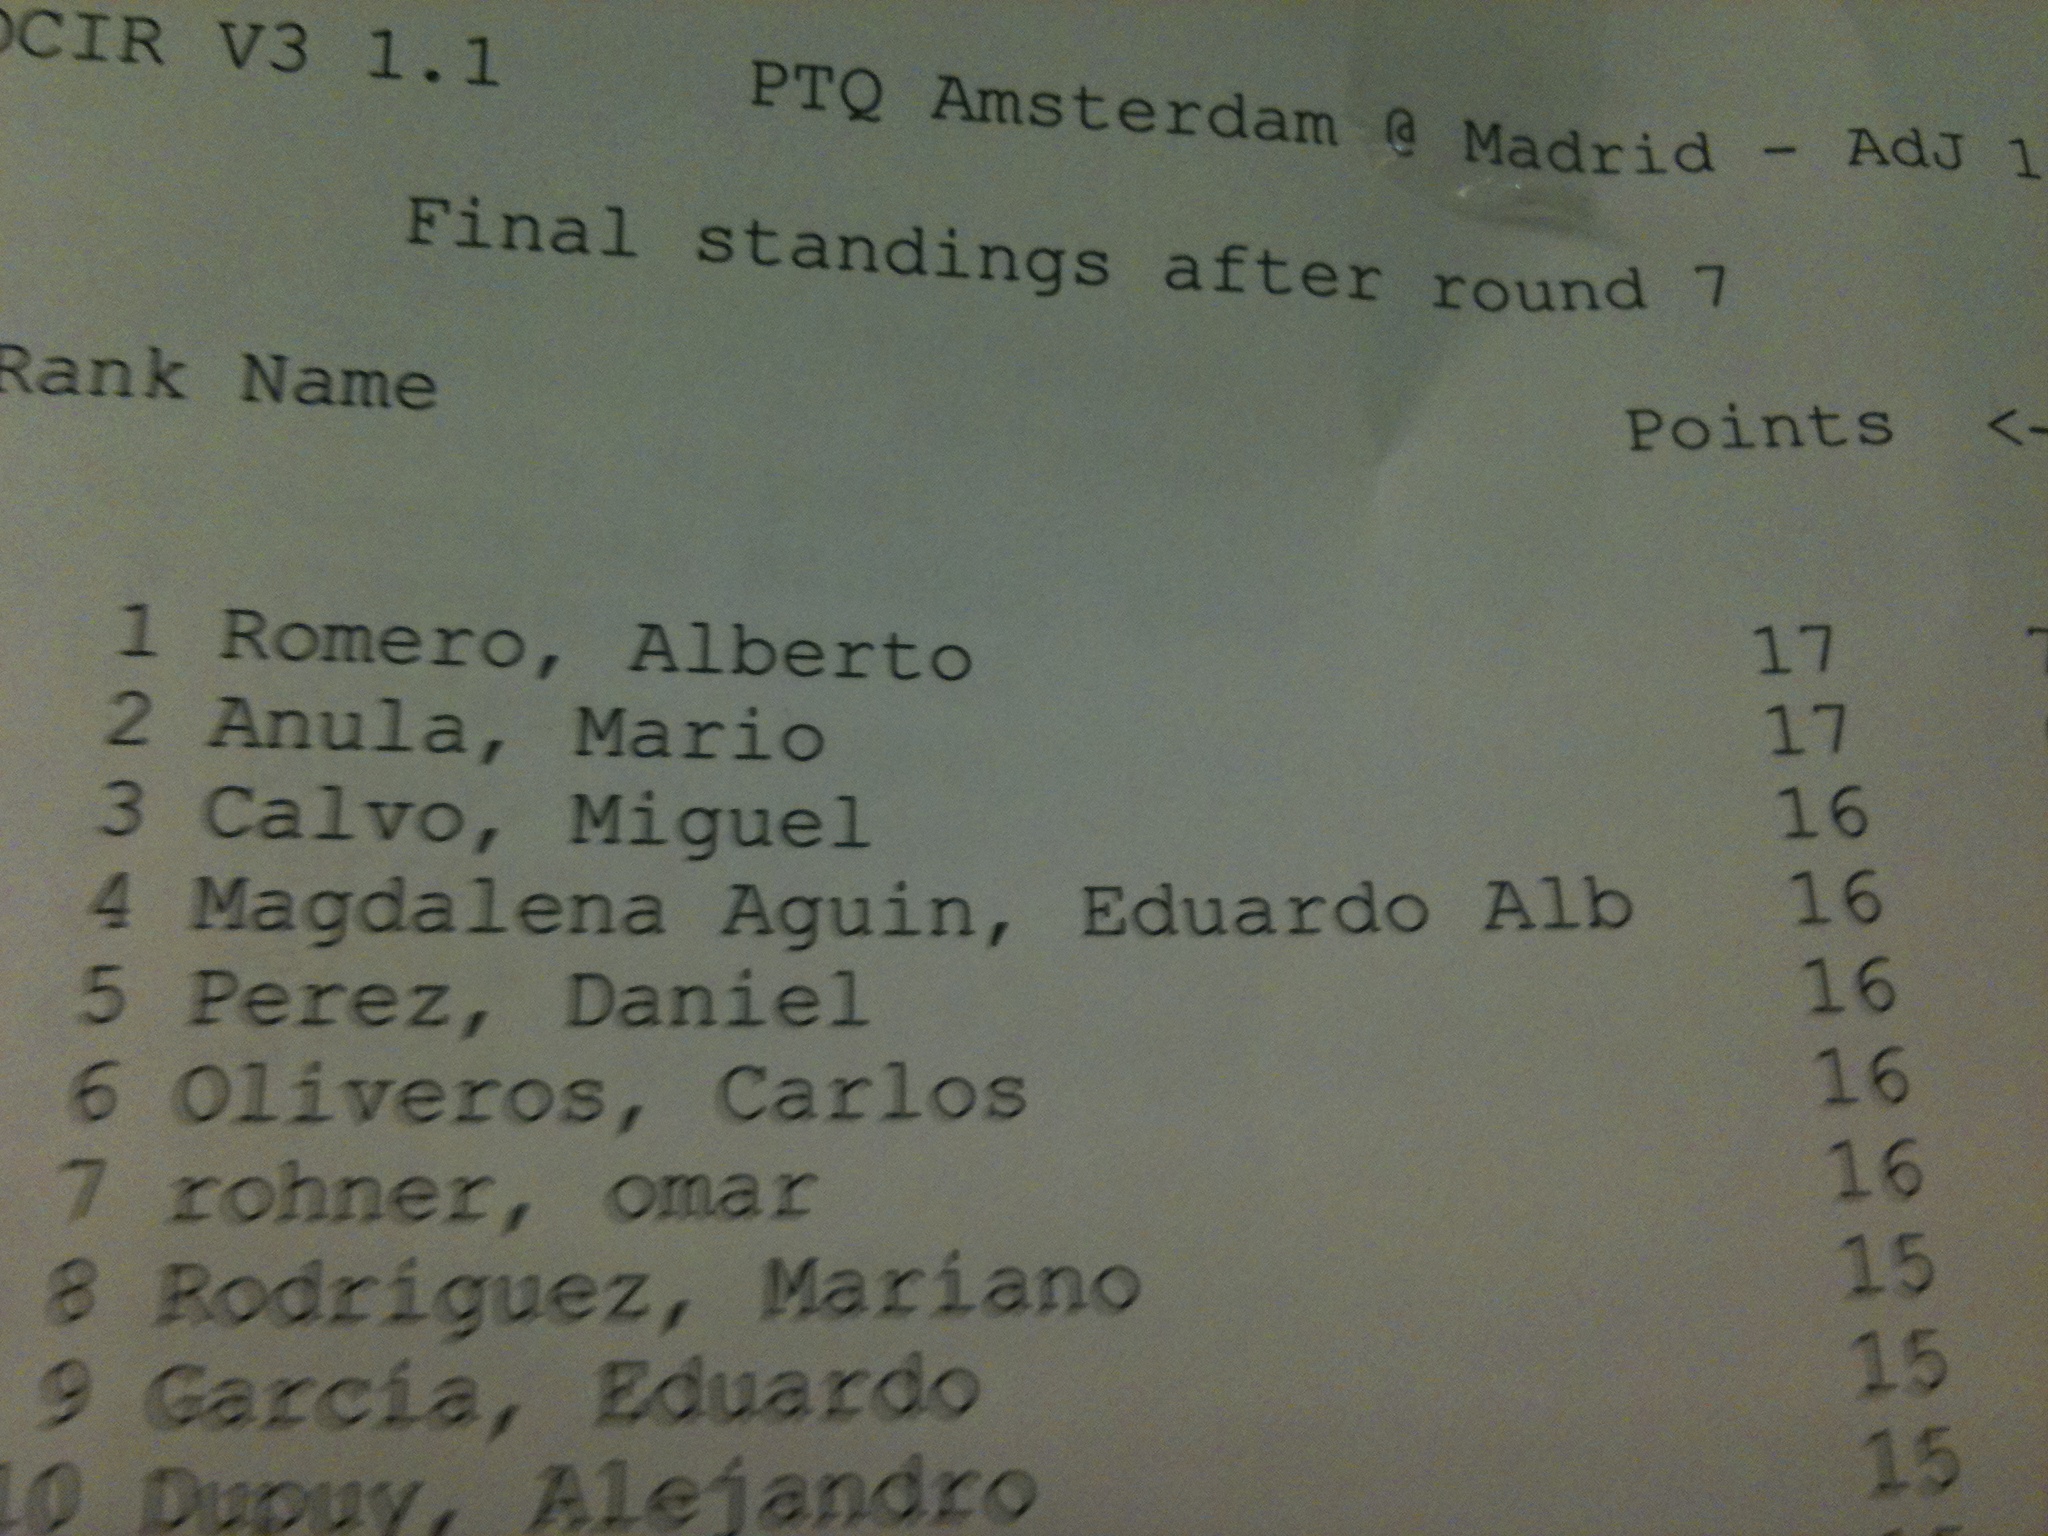 DCIR V3 1.1 PTQ Amsterdam @ Madrid - AdJ 1
Final standings after round 7
Rank Name Points <-
1 Romero, Alberto 17 7
2 Anula, Mario 17
3 Calvo, Miguel 16
4 Magdalena Aguin, Eduardo Alb 16
5 Perez, Daniel 16
6 Oliveros, Carlos 16
7 rohner, omar 16
8 Rodriguez, Mariano 15
9 García, Eduardo 15
10 Dupuy, Alejandro 15